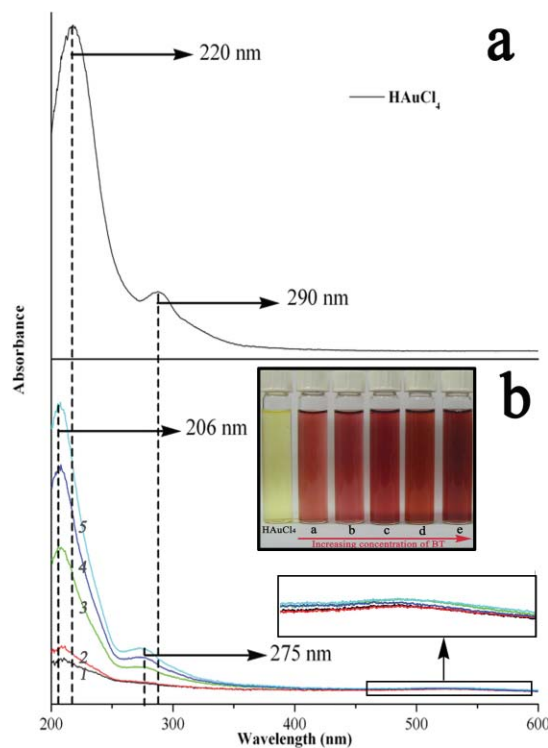 a
220 nm
HAuCl₄
290 nm
Absorbance
b
206 nm
HAuCl₄ a b c d e
Increasing concentration of BT
5
4
3
2
1
275 nm
200 300 400 500 600
Wavelength (nm)